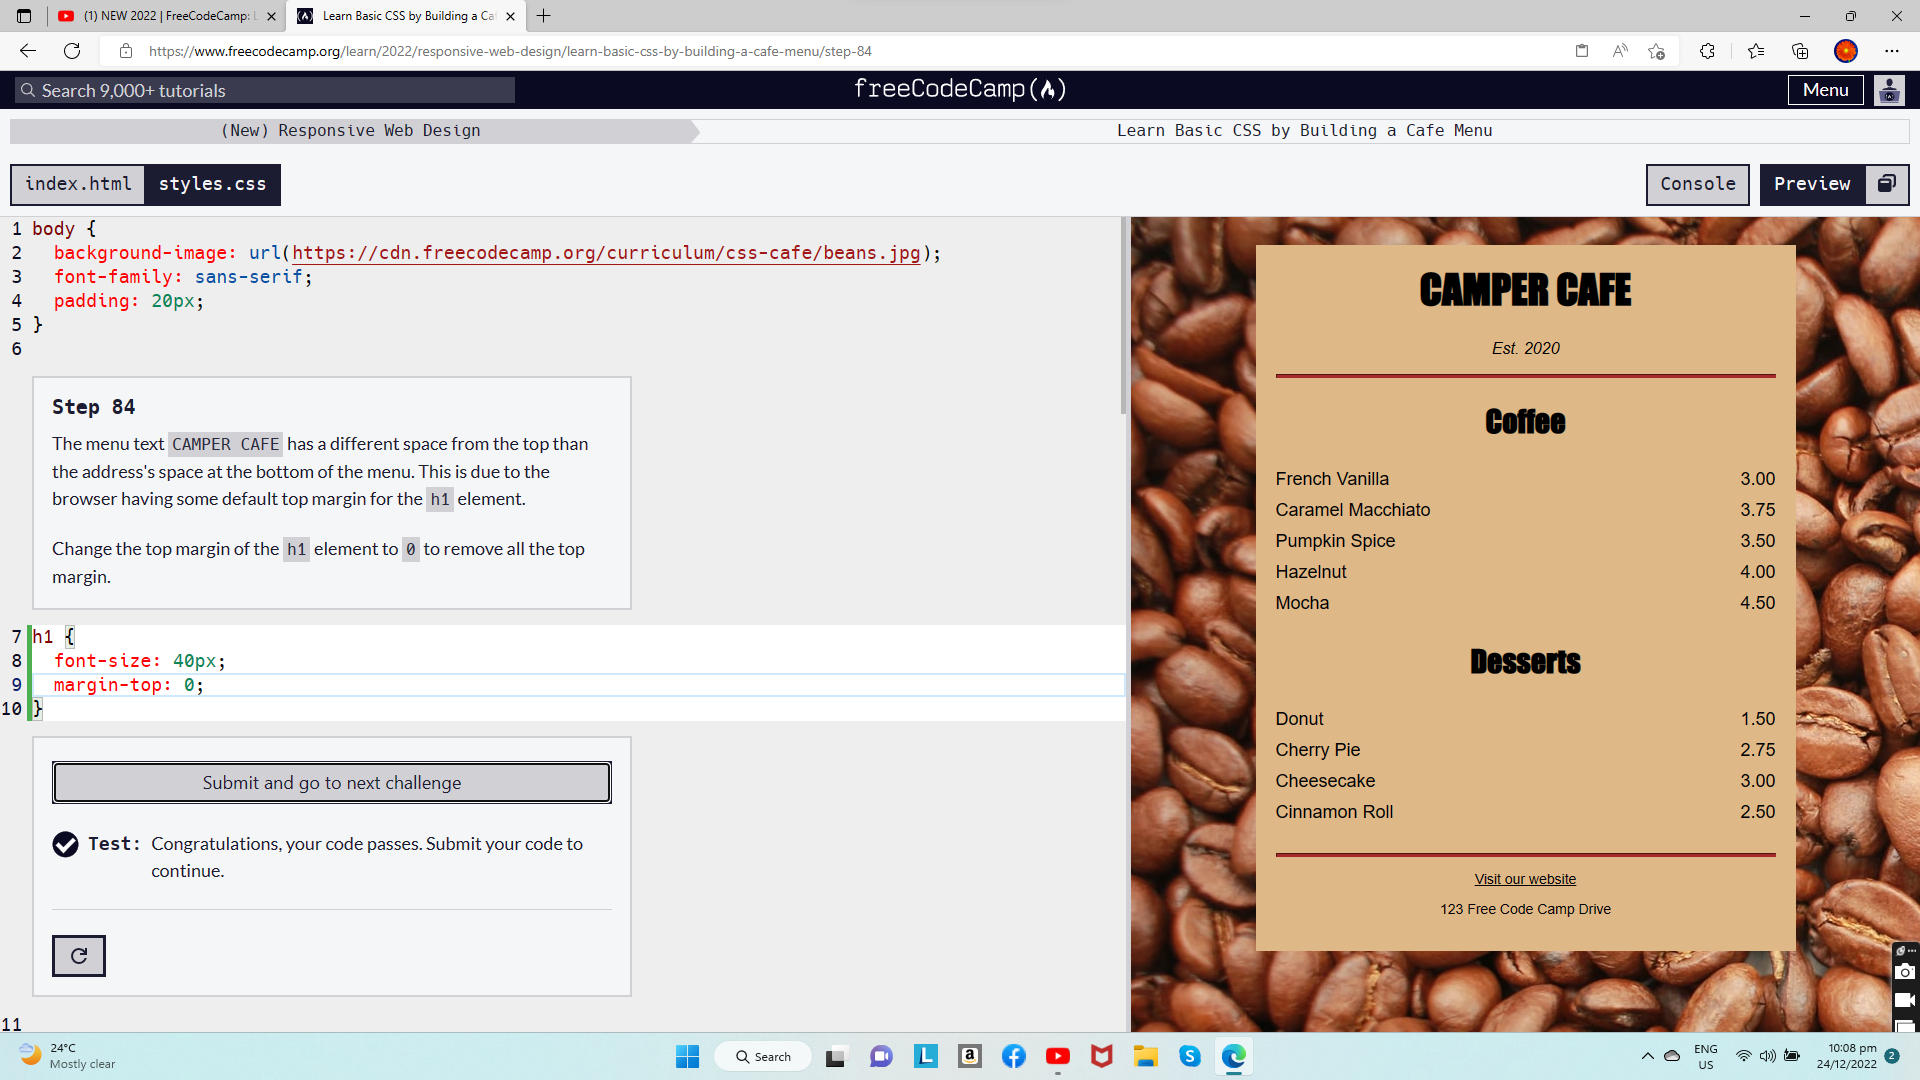 (1) NEW 2022 | FreeCodeCamp:
Learn Basic CSS by Building a Ca
https://www.freecodecamp.org/learn/2022/responsive-web-design/learn-basic-css-by-building-a-cafe-menu/step-84
Search 9,000+ tutorials
freeCodeCamp
Menu
(New) Responsive Web Design
Learn Basic CSS by Building a Cafe Menu
index.html
styles.css
Console
Preview
1 body {
2 background-image: url(https://cdn.freecodecamp.org/curriculum/css-cafe/beans.jpg);
3 font-family: sans-serif;
4 padding: 20px;
5 }
6
Step 84
The menu text CAMPER CAFE has a different space from the top than
the address's space at the bottom of the menu. This is due to the
browser having some default top margin for the h1 element.
Change the top margin of the h1 element to 0 to remove all the top
margin.
7 h1 {
8 font-size: 40px;
9 margin-top: 0;
10 }
Submit and go to next challenge
Test: Congratulations, your code passes. Submit your code to
continue.
11
CAMPER CAFE
Est. 2020
Coffee
French Vanilla 3.00
Caramel Macchiato 3.75
Pumpkin Spice 3.50
Hazelnut 4.00
Mocha 4.50
Desserts
Donut 1.50
Cherry Pie 2.75
Cheesecake 3.00
Cinnamon Roll 2.50
Visit our website
123 Free Code Camp Drive
24°C
Mostly clear
Search
ENG
US
10:08 pm
24/12/2022
2